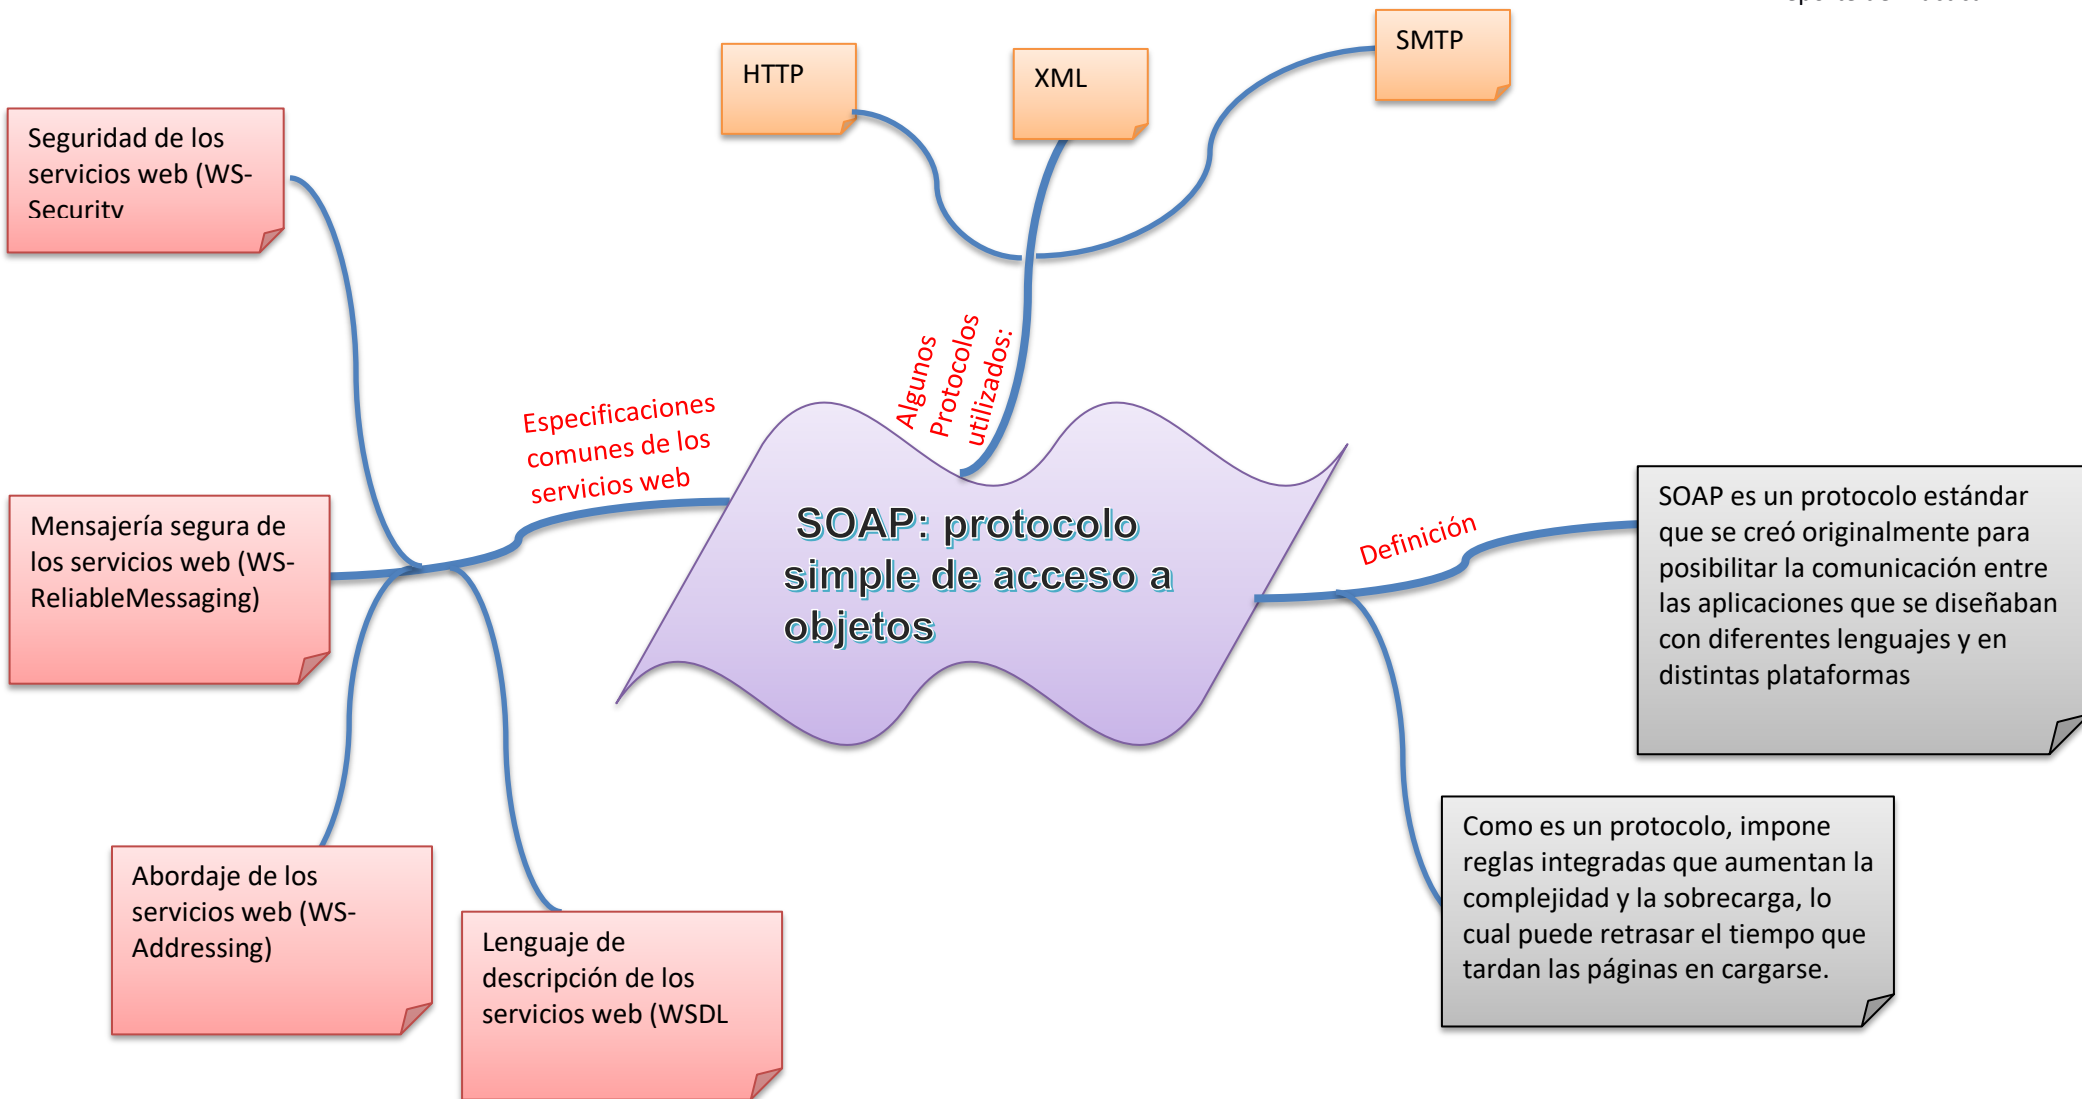 HTTP
XML
SMTP
Seguridad de los
servicios web (WS-
Security
Algunos
Protocolos
utilizados:
Especificaciones
comunes de los
servicios web
Mensajería segura de
los servicios web (WS-
ReliableMessaging)
SOAP: protocolo
simple de acceso a
objetos
Definición
SOAP es un protocolo estándar
que se creó originalmente para
posibilitar la comunicación entre
las aplicaciones que se diseñaban
con diferentes lenguajes y en
distintas plataformas
Abordaje de los
servicios web (WS-
Addressing)
Lenguaje de
descripción de los
servicios web (WSDL
Como es un protocolo, impone
reglas integradas que aumentan la
complejidad y la sobrecarga, lo
cual puede retrasar el tiempo que
tardan las páginas en cargarse.